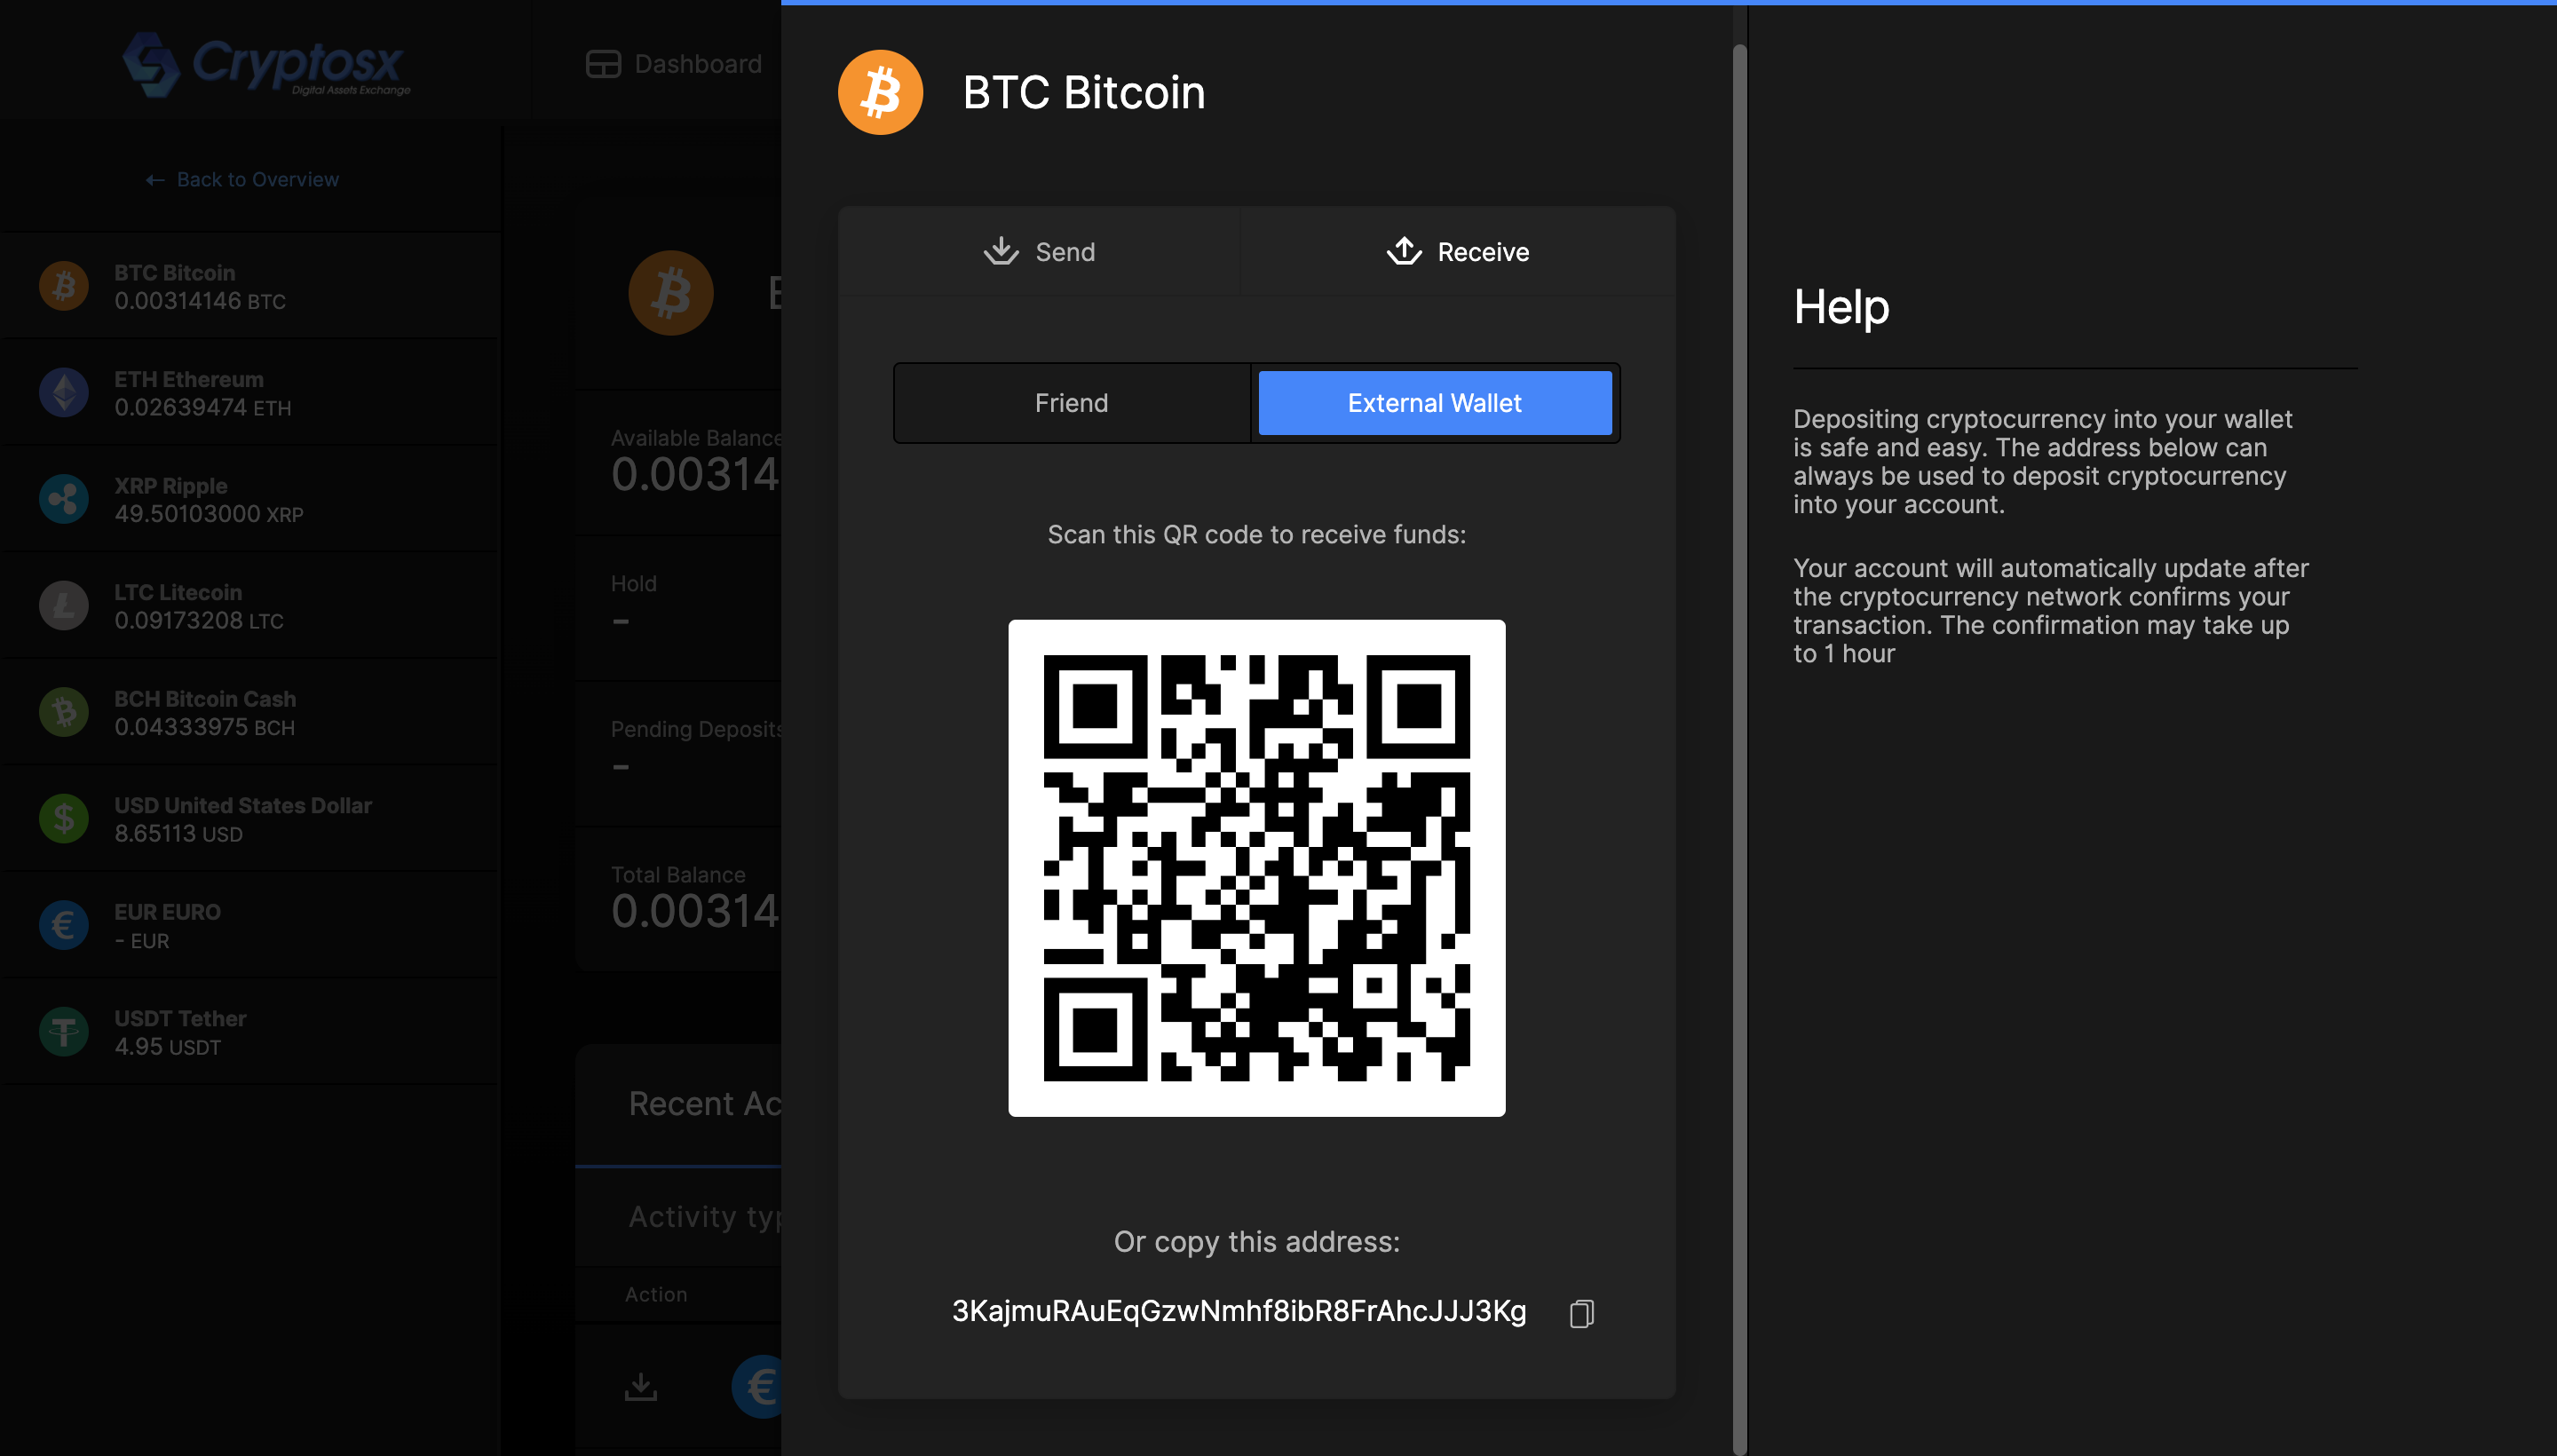 Cryptosx
Digital Assets Exchange
Dashboard
Back to Overview
BTC Bitcoin
0.00314146 BTC
ETH Ethereum
0.02639474 ETH
XRP Ripple
49.50103000 XRP
LTC Litecoin
0.09173208 LTC
BCH Bitcoin Cash
0.04333975 BCH
USD United States Dollar
8.65113 USD
EUR EURO
- EUR
USDT Tether
4.95 USDT
Available Balance
0.00314
Hold
-
Pending Deposits
-
Total Balance
0.00314
Recent Ac
Activity typ
Action
BTC Bitcoin
Send
Receive
Friend
External Wallet
Scan this QR code to receive funds:
Or copy this address:
3KajmuRAuEqGzwNmhf8ibR8FrAhcJJJ3Kg
Help
Depositing cryptocurrency into your wallet
is safe and easy. The address below can
always be used to deposit cryptocurrency
into your account.
Your account will automatically update after
the cryptocurrency network confirms your
transaction. The confirmation may take up
to 1 hour